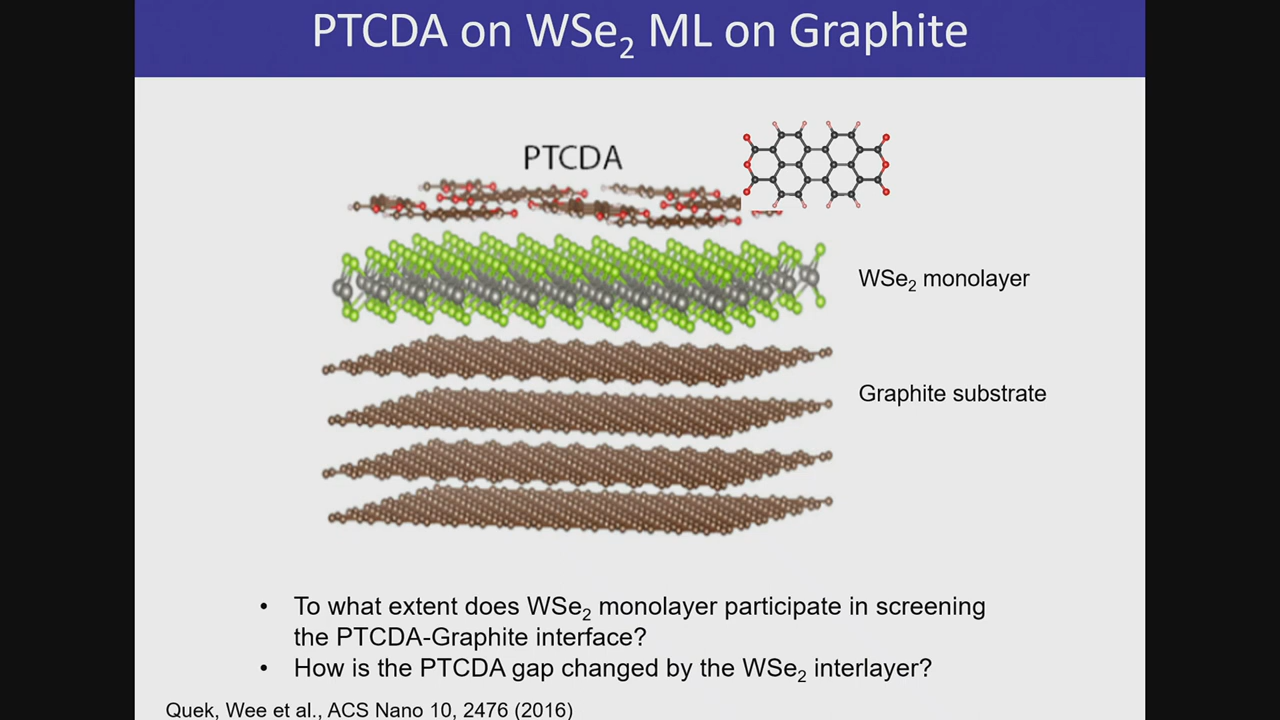 PTCDA on WSe₂ ML on Graphite
PTCDA
WSe₂ monolayer
Graphite substrate
• To what extent does WSe₂ monolayer participate in screening
the PTCDA-Graphite interface?
• How is the PTCDA gap changed by the WSe₂ interlayer?
Quek, Wee et al., ACS Nano 10, 2476 (2016)